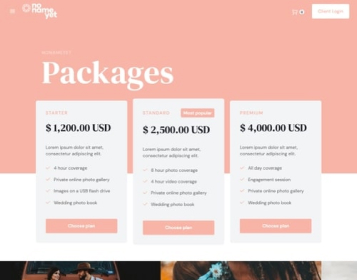 no
home
yet
Client Login
Packages
STARTER
$ 1,200.00 USD
Lorem ipsum dolor sit amet,
consectetur adipiscing elit.
4 hour coverage
Private online photo gallery
Images on a USB flash drive
Wedding photo book
Choose plan
STANDARD
Most popular
$ 2,500.00 USD
Lorem ipsum dolor sit amet,
consectetur adipiscing elit.
8 hour photo coverage
4 hour video coverage
Private online photo gallery
Wedding photo book
Choose plan
PREMIUM
$ 4,000.00 USD
Lorem ipsum dolor sit amet,
consectetur adipiscing elit.
All day coverage
Engagement session
Private online photo gallery
Wedding photo book
Choose plan